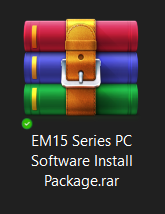 EM15 Series PC
Software Install
Package.rar